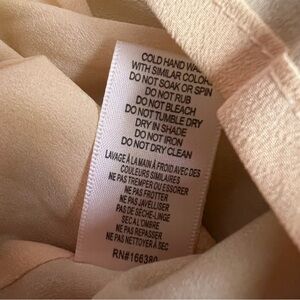 COLD HAND WASH
WITH SIMILAR COLORS
DO NOT SOAK OR SPIN
DO NOT RUB
DO NOT BLEACH
DO NOT TUMBLE DRY
DRY IN SHADE
DO NOT IRON
DO NOT DRY CLEAN
LAVAGE À LA MAIN À FROID AVEC DES
COULEURS SIMILAIRES
NE PAS TREMPER OU ESSORER
NE PAS FROTTER
NE PAS JAVELLISER
PAS DE SÈCHE-LINGE
SEC À L'OMBRE
NE PAS REPASSER
NE PAS NETTOYER À SEC
RN#166380